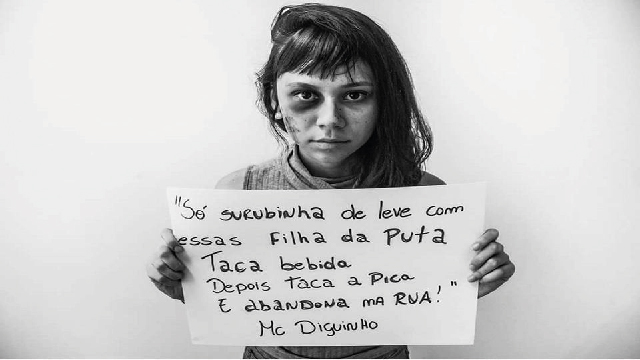 "Só surubinha de leve com
essas Filha da Puta
Taca bebida
Depois taca a Pica
E abandona na RUA!"
Mc Diguinho